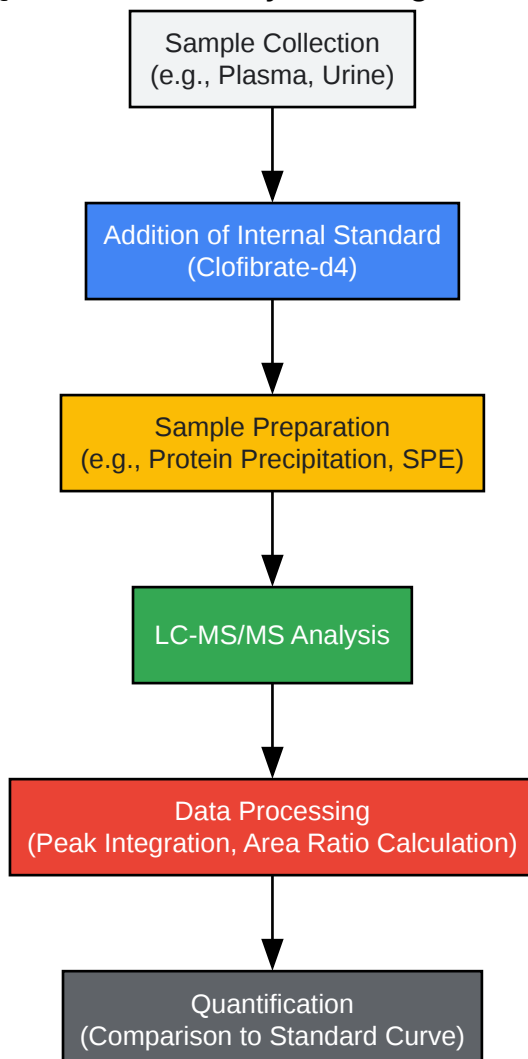 Sample Collection
(e.g., Plasma, Urine)
Addition of Internal Standard
(Clofibrate-d4)
Sample Preparation
(e.g., Protein Precipitation, SPE)
LC-MS/MS Analysis
Data Processing
(Peak Integration, Area Ratio Calculation)
Quantification
(Comparison to Standard Curve)